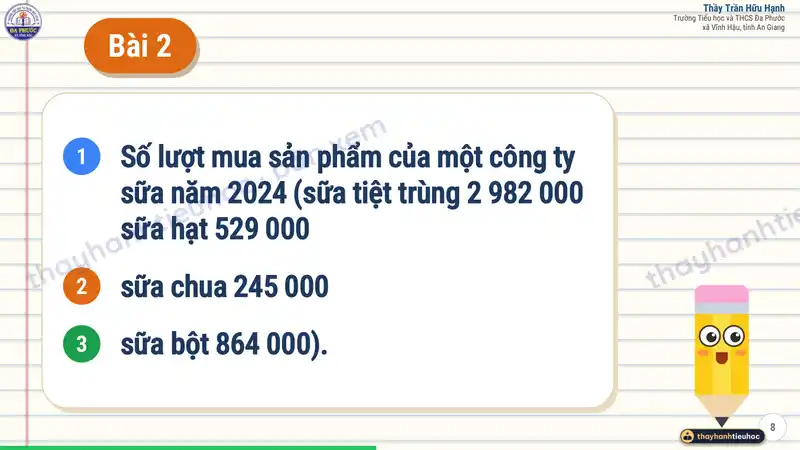 Thầy Trần Hữu Hạnh
Trường Tiểu học và THCS Đa Phước
xã Vĩnh Hậu, tỉnh An Giang
ĐA PHƯỚC
Bài 2
1 Số lượt mua sản phẩm của một công ty
sữa năm 2024 (sữa tiệt trùng 2 982 000
sữa hạt 529 000
2 sữa chua 245 000
3 sữa bột 864 000).
thayhanhtieuhoc
8